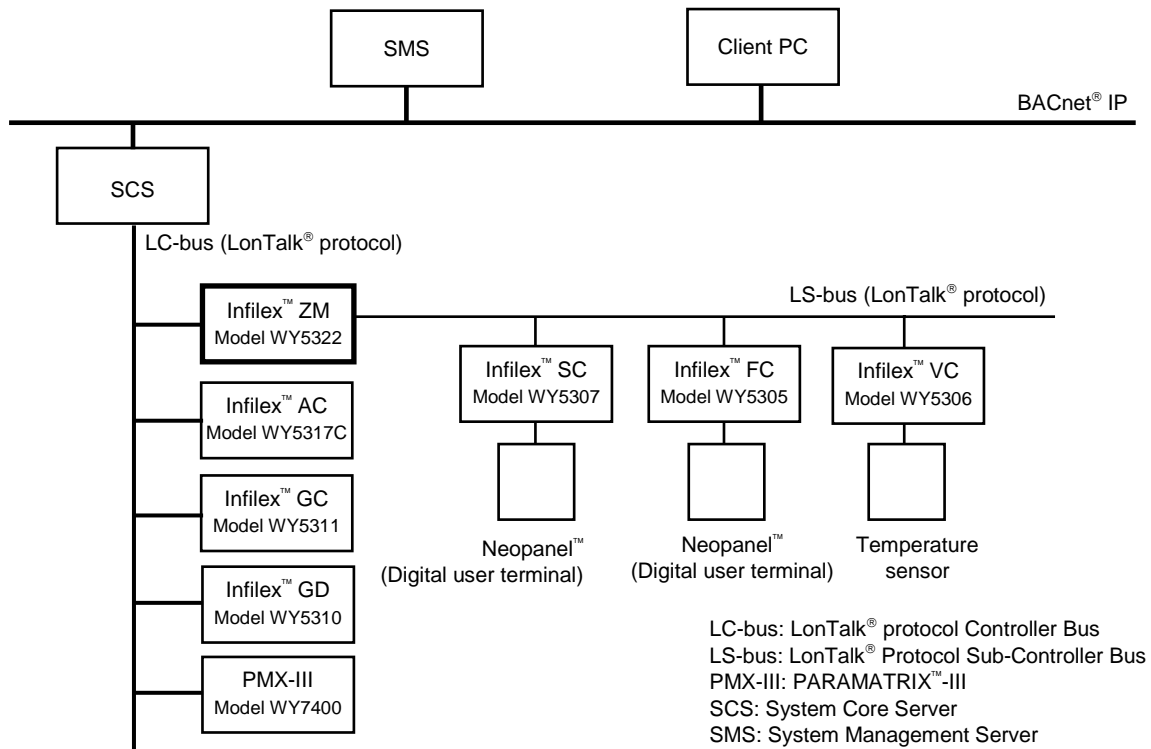 SMS
Client PC
BACnet® IP
SCS
LC-bus (LonTalk® protocol)
Infilex™ ZM
Model WY5322
LS-bus (LonTalk® protocol)
Infilex™ SC
Model WY5307
Infilex™ FC
Model WY5305
Infilex™ VC
Model WY5306
Infilex™ AC
Model WY5317C
Infilex™ GC
Model WY5311
Infilex™ GD
Model WY5310
PMX-III
Model WY7400
Neopanel™
(Digital user terminal)
Neopanel™
(Digital user terminal)
Temperature
sensor
LC-bus: LonTalk® protocol Controller Bus
LS-bus: LonTalk® Protocol Sub-Controller Bus
PMX-III: PARAMATRIX™-III
SCS: System Core Server
SMS: System Management Server